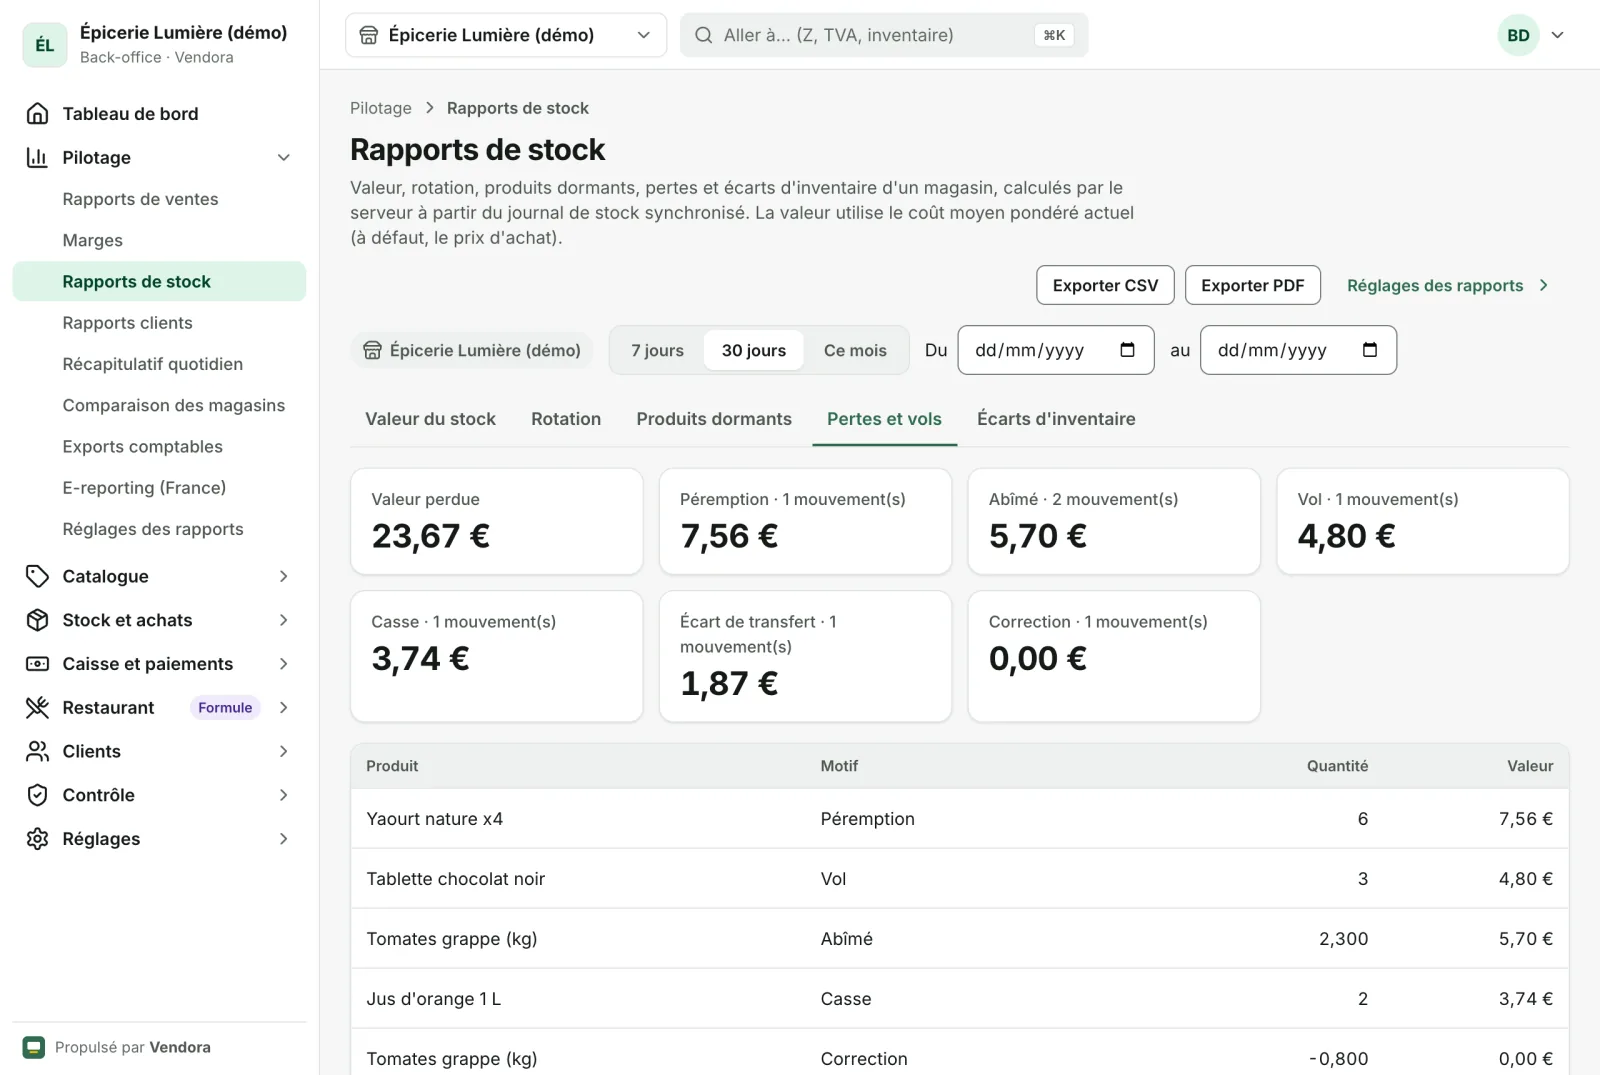 ÉL
Épicerie Lumière (démo)
Back-office · Vendora
Tableau de bord
Pilotage
Rapports de ventes
Marges
Rapports de stock
Rapports clients
Récapitulatif quotidien
Comparaison des magasins
Exports comptables
E-reporting (France)
Réglages des rapports
Catalogue
Stock et achats
Caisse et paiements
Restaurant Formule
Clients
Contrôle
Réglages
Propulsé par Vendora
Épicerie Lumière (démo)
Aller à... (Z, TVA, inventaire) ⌘K
BD
Pilotage > Rapports de stock
Rapports de stock
Valeur, rotation, produits dormants, pertes et écarts d'inventaire d'un magasin, calculés par le
serveur à partir du journal de stock synchronisé. La valeur utilise le coût moyen pondéré actuel
(à défaut, le prix d'achat).
Exporter CSV Exporter PDF Réglages des rapports
Épicerie Lumière (démo) 7 jours 30 jours Ce mois Du dd/mm/yyyy au dd/mm/yyyy
Valeur du stock Rotation Produits dormants Pertes et vols Écarts d'inventaire
Valeur perdue
23,67 €
Péremption · 1 mouvement(s)
7,56 €
Abîmé · 2 mouvement(s)
5,70 €
Vol · 1 mouvement(s)
4,80 €
Casse · 1 mouvement(s)
3,74 €
Écart de transfert · 1
mouvement(s)
1,87 €
Correction · 1 mouvement(s)
0,00 €
Produit Motif Quantité Valeur
Yaourt nature x4 Péremption 6 7,56 €
Tablette chocolat noir Vol 3 4,80 €
Tomates grappe (kg) Abîmé 2,300 5,70 €
Jus d'orange 1 L Casse 2 3,74 €
Tomates grappe (kg) Correction -0,800 0,00 €